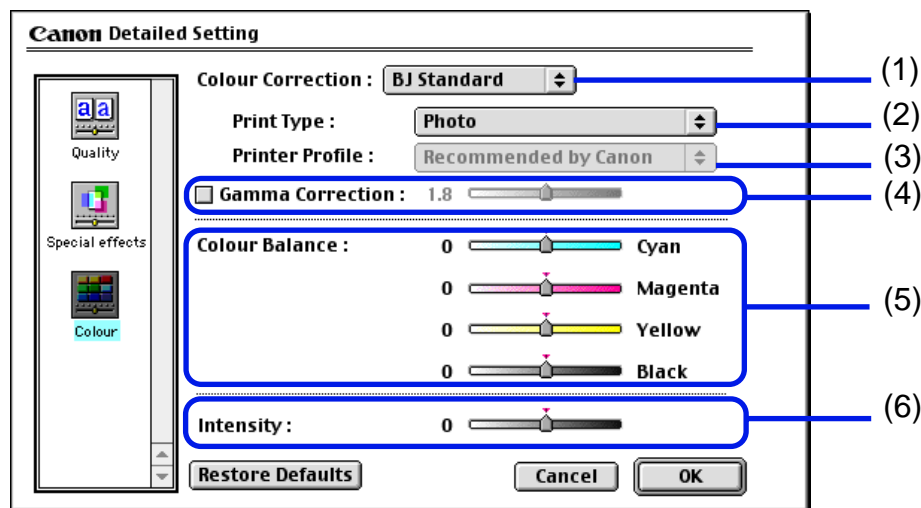 Canon Detailed Setting
Colour Correction : BJ Standard (1)
Print Type : Photo (2)
Printer Profile : Recommended by Canon (3)
Gamma Correction : 1.8 (4)
aa
Quality
Special effects
Colour
Colour Balance : 0 Cyan
0 Magenta
(5)
0 Yellow
0 Black
Intensity : 0 (6)
Restore Defaults Cancel OK